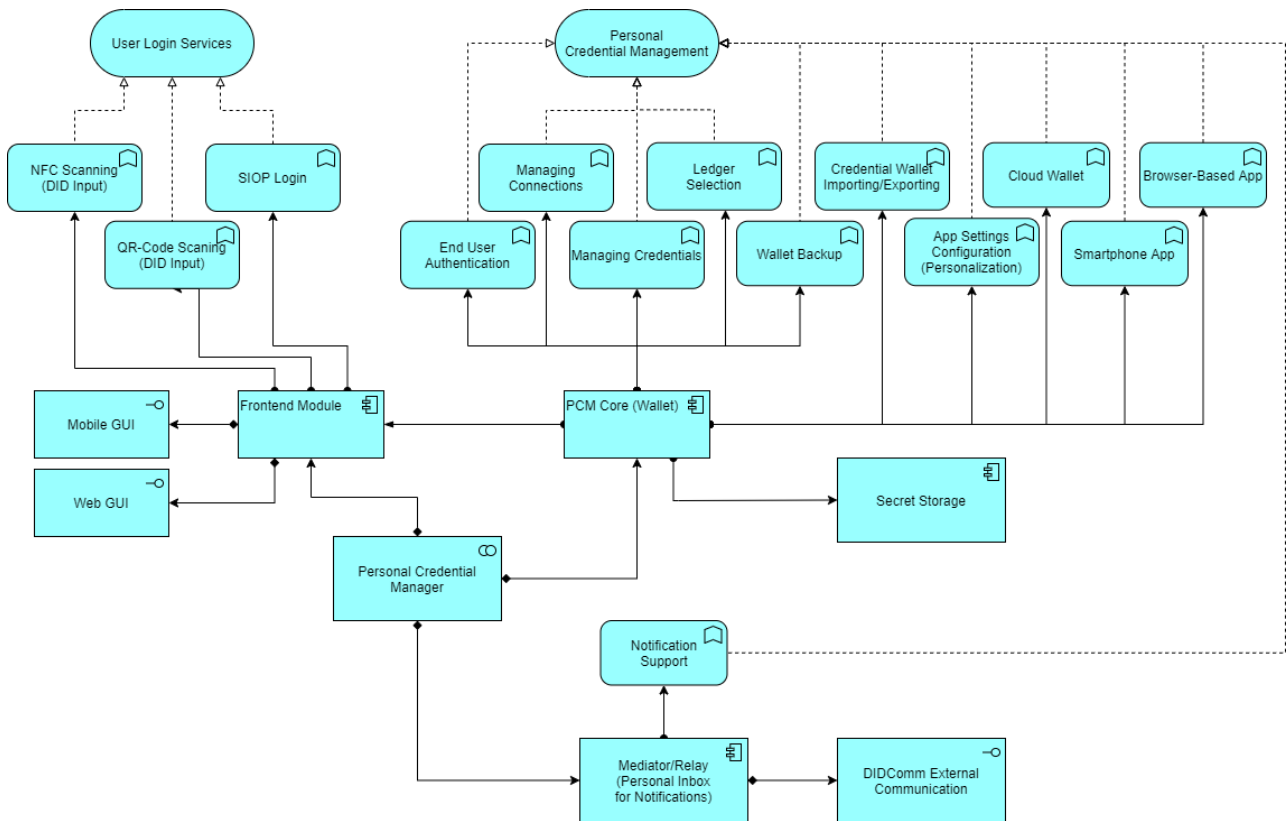 User Login Services
Personal
Credential Management
NFC Scanning
(DID Input)
SIOP Login
Managing
Connections
Ledger
Selection
Credential Wallet
Importing/Exporting
Cloud Wallet
Browser-Based App
QR-Code Scaning
(DID Input)
End User
Authentication
Managing Credentials
Wallet Backup
App Settings
Configuration
(Personalization)
Smartphone App
Mobile GUI
Frontend Module
PCM Core (Wallet)
Web GUI
Secret Storage
Personal Credential
Manager
Notification
Support
Mediator/Relay
(Personal Inbox
for Notifications)
DIDComm External
Communication